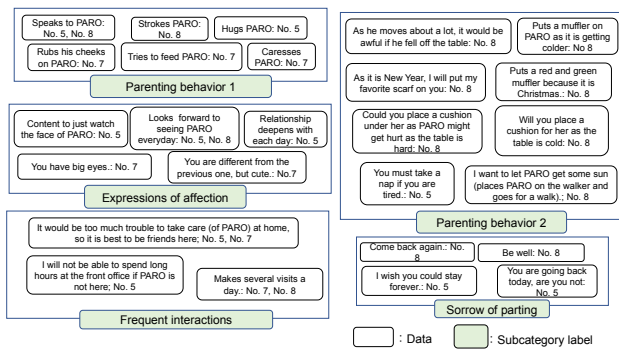 Speaks to PARO:
No. 5, No. 8
Strokes PARO:
No. 8
Hugs PARO: No. 5
Rubs his cheeks
on PARO: No. 7
Tries to feed PARO: No. 7
Caresses
PARO: No. 7
Parenting behavior 1
Content to just watch
the face of PARO: No. 5
Looks forward to
seeing PARO
everyday: No. 5, No. 8
Relationship
deepens with
each day: No. 5
You have big eyes.: No. 7
You are different from the
previous one, but cute.: No.7
Expressions of affection
It would be too much trouble to take care (of PARO) at home,
so it is best to be friends here; No. 5, No. 7
I will not be able to spend long
hours at the front office if PARO is
not here; No. 5
Makes several visits a
day.: No. 7, No. 8
Frequent interactions
As he moves about a lot, it would be
awful if he fell off the table: No. 8
Puts a muffler on
PARO as it is getting
colder: No. 8
As it is New Year, I will put my
favorite scarf on you: No. 8
Puts a red and green
muffler because it is
Christmas.: No. 8
Could you place a cushion
under her as PARO might
get hurt as the table is
hard: No. 8
Will you place a
cushion for her as the
table is cold: No. 8
You must take a
nap if you are
tired.: No. 5
I want to let PARO get some sun
(places PARO on the walker and
goes for a walk).; No. 8
Parenting behavior 2
Come back again.: No.
8
Be well: No. 8
I wish you could stay
forever.: No. 5
You are going back
today, are you not:
No. 5
Sorrow of parting
: Data
: Subcategory label